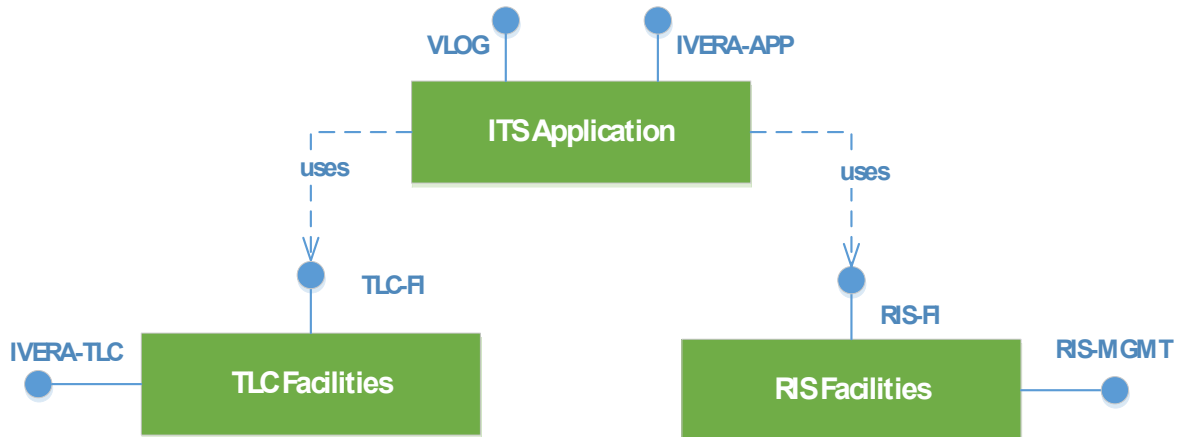 VLOG
IVERA-APP
ITS Application
uses
uses
TLC-FI
RIS-FI
IVERA-TLC
RIS-MGMT
TLC Facilities
RIS Facilities